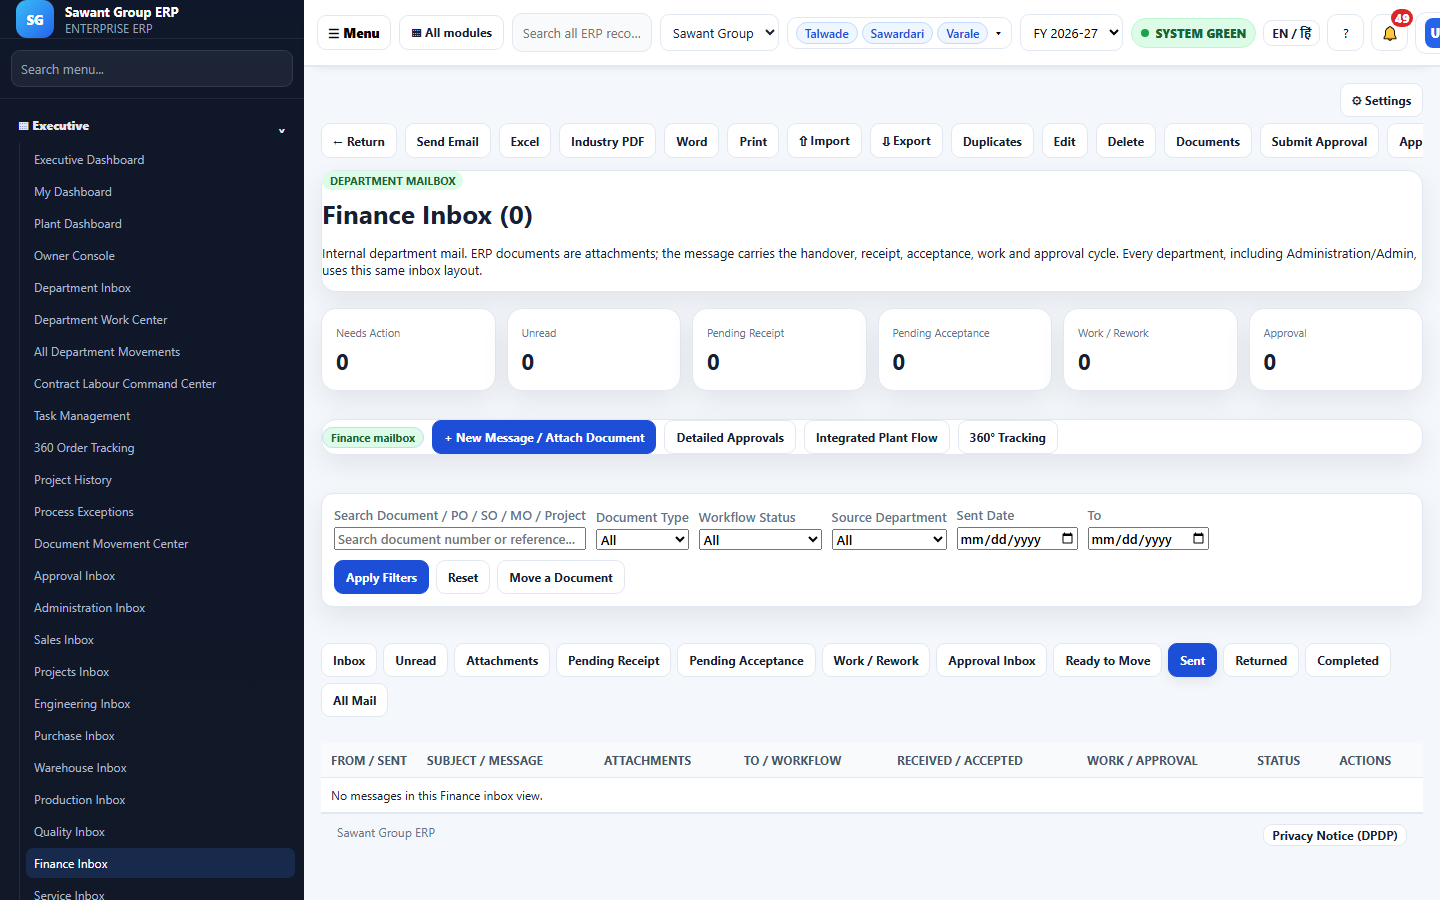 SG
Sawant Group ERP
ENTERPRISE ERP
Search menu...
Executive
Executive Dashboard
My Dashboard
Plant Dashboard
Owner Console
Department Inbox
Department Work Center
All Department Movements
Contract Labour Command Center
Task Management
360 Order Tracking
Project History
Process Exceptions
Document Movement Center
Approval Inbox
Administration Inbox
Sales Inbox
Projects Inbox
Engineering Inbox
Purchase Inbox
Warehouse Inbox
Production Inbox
Quality Inbox
Finance Inbox
Service Inbox
☰ Menu
All modules
Search all ERP reco...
Sawant Group
Talwade
Sawardari
Varale
FY 2026-27
SYSTEM GREEN
EN / हिं
?
49
U
⚙ Settings
← Return
Send Email
Excel
Industry PDF
Word
Print
⇧ Import
⇩ Export
Duplicates
Edit
Delete
Documents
Submit Approval
App
DEPARTMENT MAILBOX
Finance Inbox (0)
Internal department mail. ERP documents are attachments; the message carries the handover, receipt, acceptance, work and approval cycle. Every department, including Administration/Admin,
uses this same inbox layout.
Needs Action
0
Unread
0
Pending Receipt
0
Pending Acceptance
0
Work / Rework
0
Approval
0
Finance mailbox
+ New Message / Attach Document
Detailed Approvals
Integrated Plant Flow
360° Tracking
Search Document / PO / SO / MO / Project
Search document number or reference...
Document Type
All
Workflow Status
All
Source Department
All
Sent Date
mm/dd/yyyy
To
mm/dd/yyyy
Apply Filters
Reset
Move a Document
Inbox
Unread
Attachments
Pending Receipt
Pending Acceptance
Work / Rework
Approval Inbox
Ready to Move
Sent
Returned
Completed
All Mail
FROM / SENT
SUBJECT / MESSAGE
ATTACHMENTS
TO / WORKFLOW
RECEIVED / ACCEPTED
WORK / APPROVAL
STATUS
ACTIONS
No messages in this Finance inbox view.
Sawant Group ERP
Privacy Notice (DPDP)